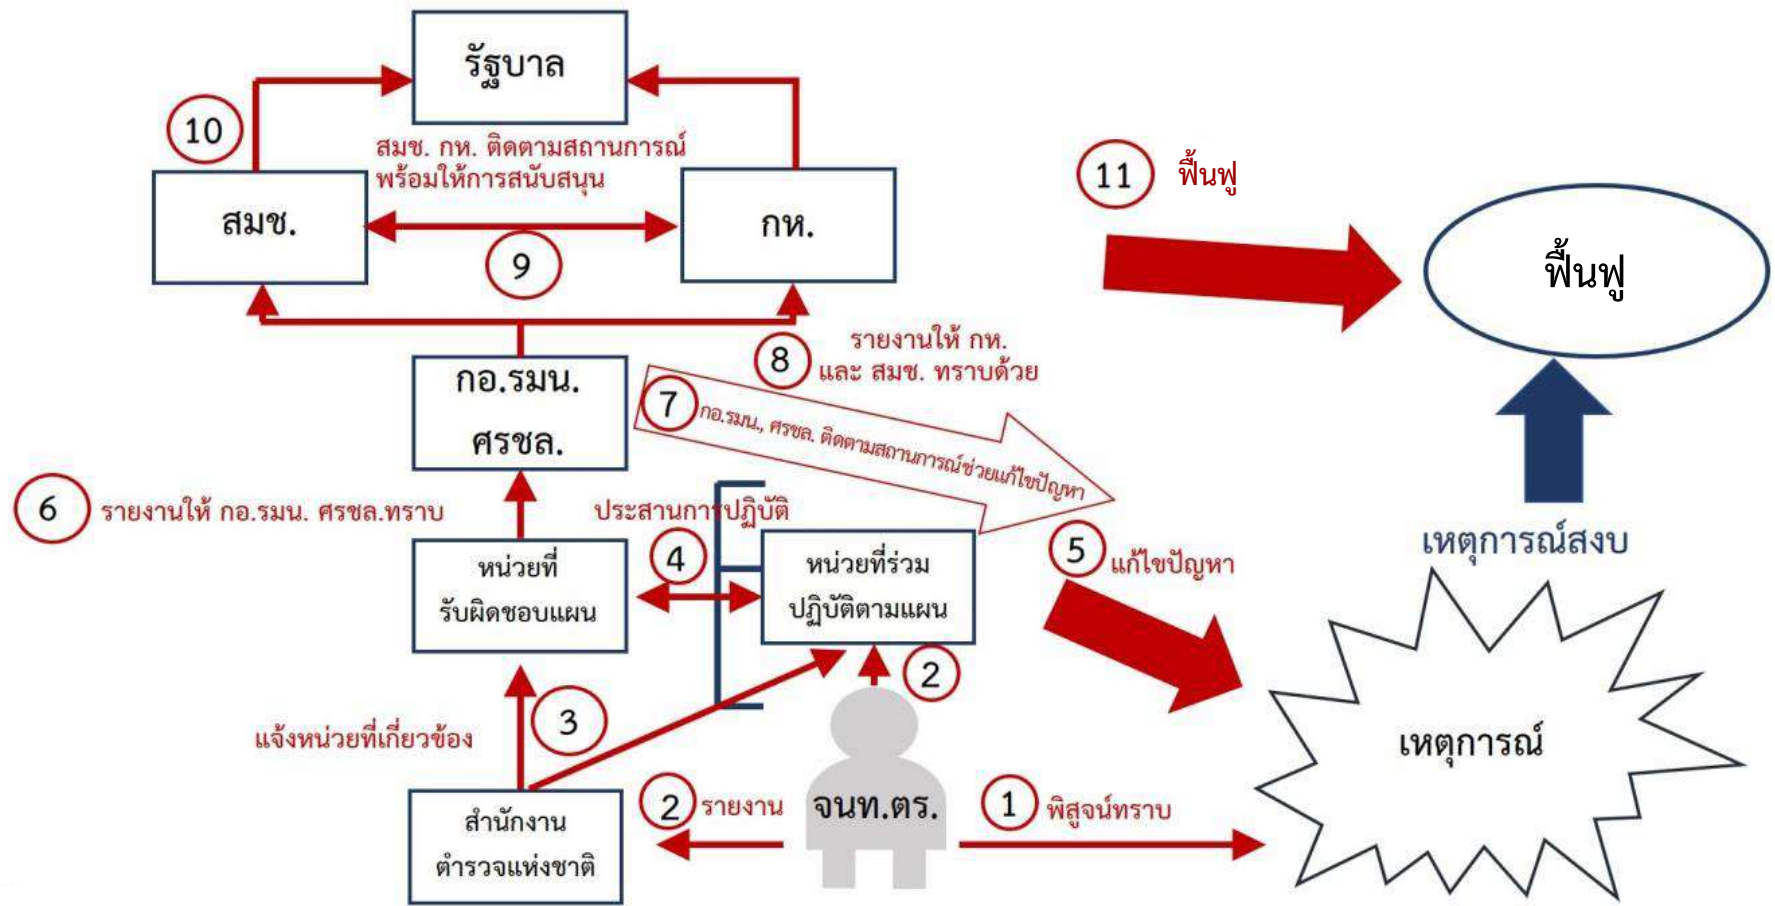 รัฐบาล
10
สมช. กห. ติดตามสถานการณ์
พร้อมให้การสนับสนุน
สมช.
กห.
9
11
ฟื้นฟู
ฟื้นฟู
8
รายงานให้ กห.
และ สมช. ทราบด้วย
กอ.รมน.
ศรชล.
7
กอ.รมน., ศรชล. ติดตามสถานการณ์ช่วยแก้ไขปัญหา
6
รายงานให้ กอ.รมน. ศรชล.ทราบ
ประสานการปฏิบัติ
4
หน่วยที่
รับผิดชอบแผน
หน่วยที่ร่วม
ปฏิบัติตามแผน
5
แก้ไขปัญหา
เหตุการณ์สงบ
2
3
แจ้งหน่วยที่เกี่ยวข้อง
เหตุการณ์
สำนักงาน
ตำรวจแห่งชาติ
2
รายงาน
จนท.ตร.
1
พิสูจน์ทราบ